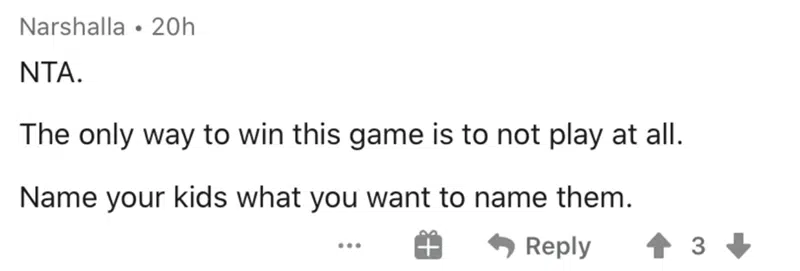 Narshalla • 20h
NTA.
The only way to win this game is to not play at all.
Name your kids what you want to name them.
Reply 3